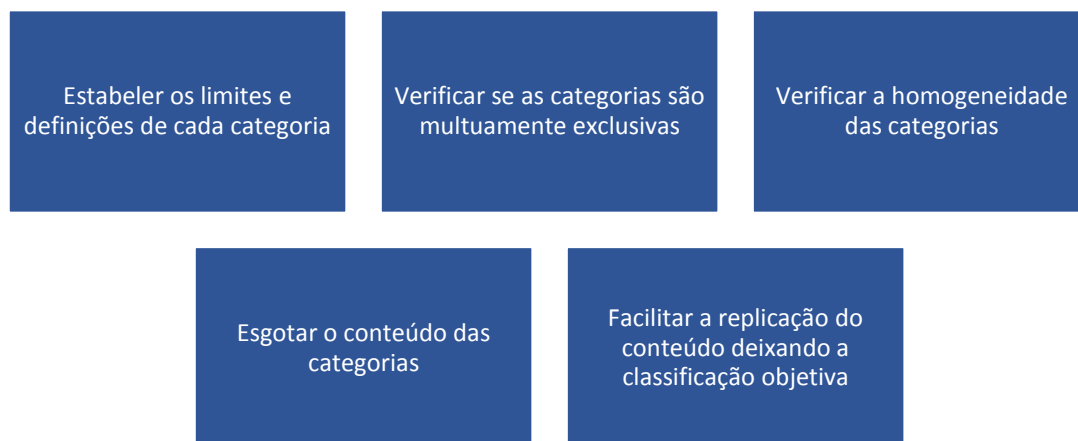 Estabeler os limites e
definições de cada categoria
Verificar se as categorias são
multuamente exclusivas
Verificar a homogeneidade
das categorias
Esgotar o conteúdo das
categorias
Facilitar a replicação do
conteúdo deixando a
classificação objetiva